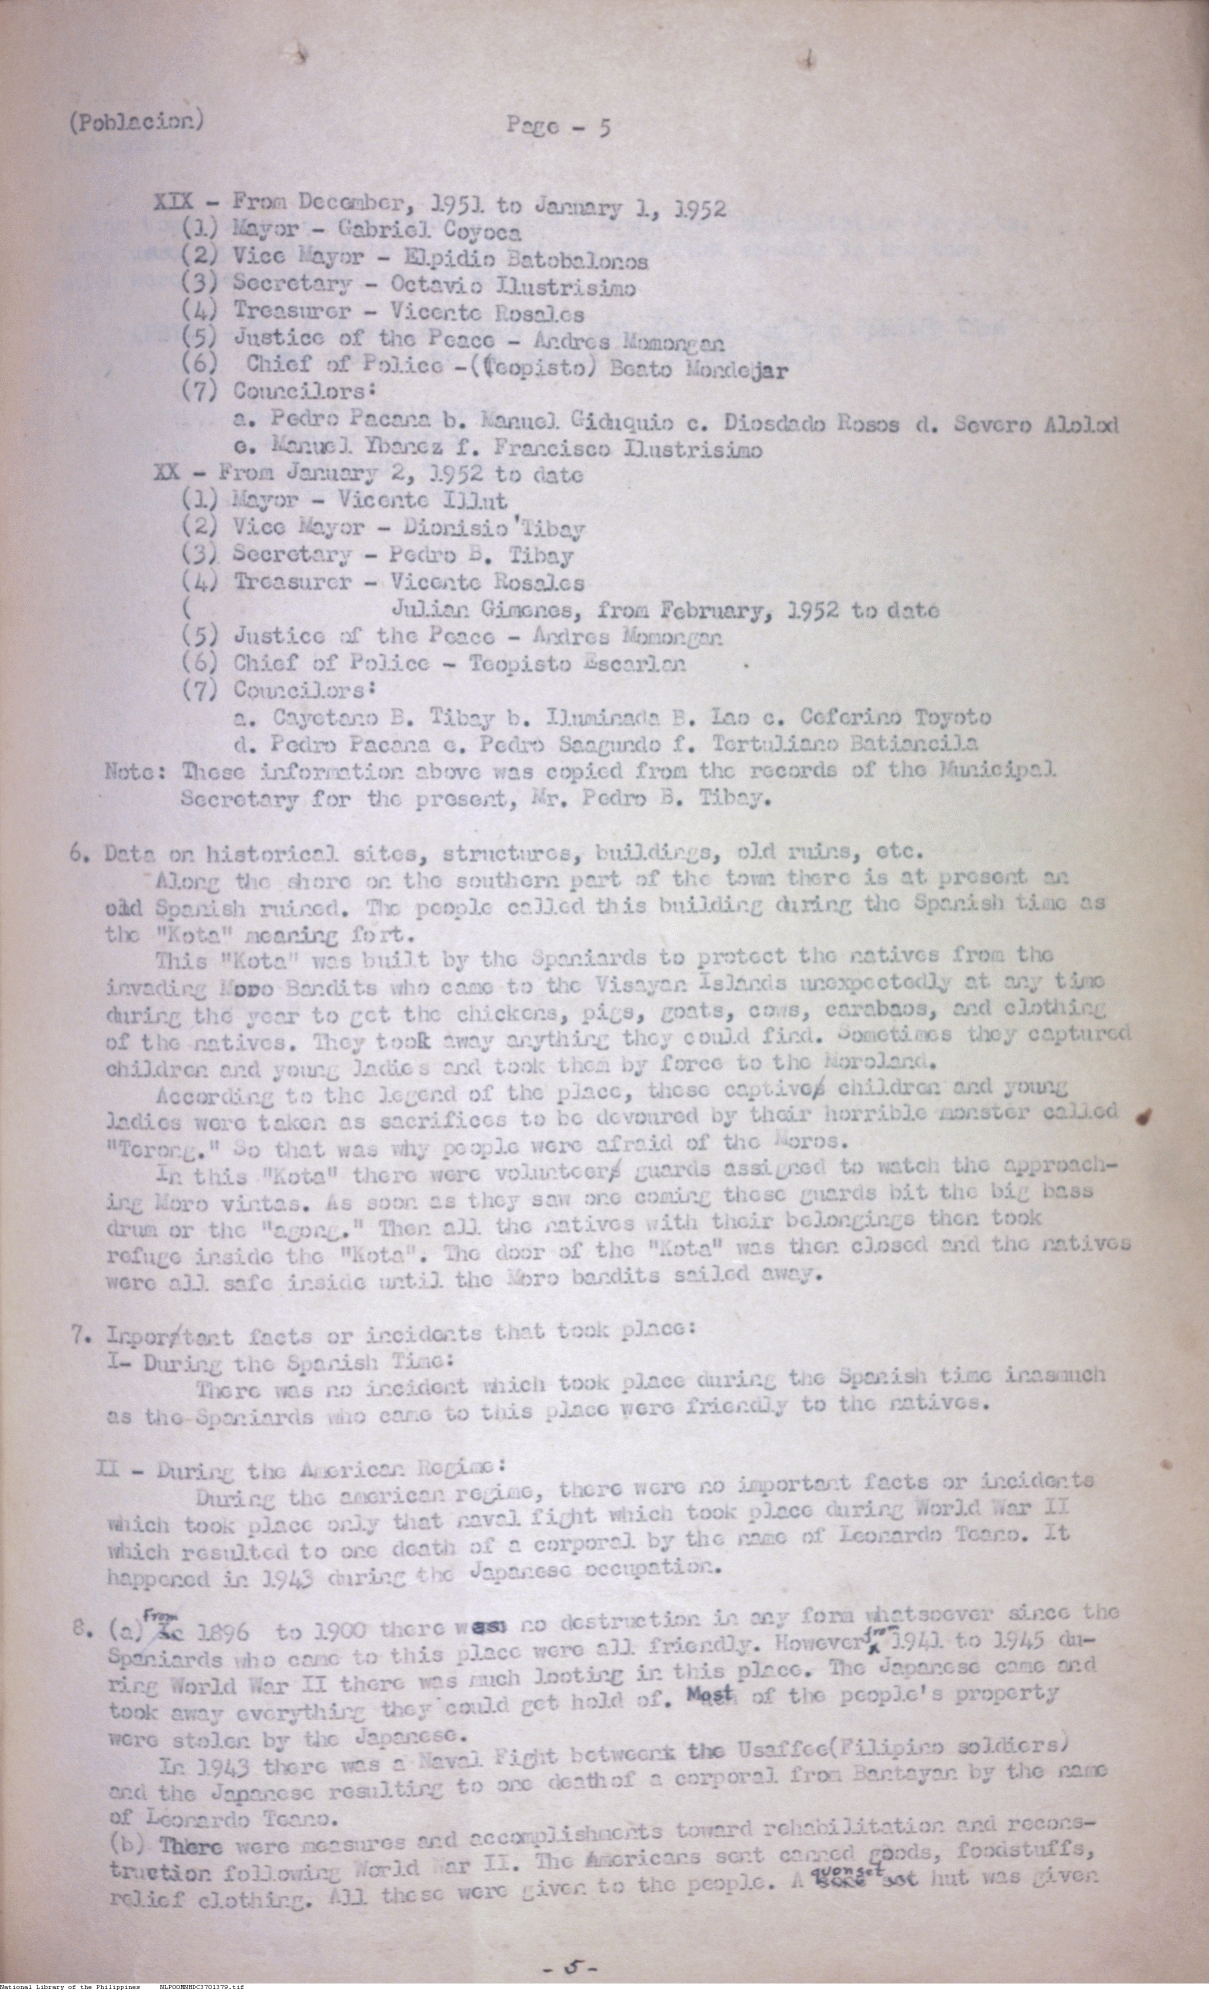 (Poblacion)
Page - 5
XIX - From December, 1951 to January 1, 1952
(1) Mayor - Gabriel Coyoca
(2) Vice Mayor - Elpidio Batobalonos
(3) Secretary - Octavio Ilustrisimo
(4) Treasurer - Vicente Rosales
(5) Justice of the Peace - Andres Momongan
(6) Chief of Police -(Teopisto) Beato Mondejar
(7) Councilors:
a. Pedro Pacana b. Manuel Giduquio c. Diosdado Rosos d. Severo Alolod
e. Manuel Ybanez f. Francisco Ilustrisimo
XX - From January 2, 1952 to date
(1) Mayor - Vicente Illut
(2) Vice Mayor - Dionisio Tibay
(3) Secretary - Pedro B. Tibay
(4) Treasurer - Vicente Rosales
( Julian Gimenes, from February, 1952 to date
(5) Justice of the Peace - Andres Momongan
(6) Chief of Police - Teopisto Escarlan
(7) Councilors:
a. Cayetano B. Tibay b. Iluminada B. Lao c. Ceferino Toyoto
d. Pedro Pacana e. Pedro Saagundo f. Tertuliano Batiancila
Note: These information above was copied from the records of the Municipal
Secretary for the present, Mr. Pedro B. Tibay.
6. Data on historical sites, structures, buildings, old ruins, etc.
Along the shore on the southern part of the town there is at present an
old Spanish ruined. The people called this building during the Spanish time as
the "Kota" meaning fort.
This "Kota" was built by the Spaniards to protect the natives from the
invading Moro Bandits who came to the Visayan Islands unexpectedly at any time
during the year to get the chickens, pigs, goats, cows, carabaos, and clothing
of the natives. They took away anything they could find. Sometimes they captured
children and young ladies and took them by force to the Moroland.
According to the legend of the place, these captive children and young
ladies were taken as sacrifices to be devoured by their horrible monster called
"Terong." So that was why people were afraid of the Moros.
In this "Kota" there were volunteer guards assigned to watch the approach-
ing Moro vintas. As soon as they saw one coming these guards bit the big bass
drum or the "agong." Then all the natives with their belongings then took
refuge inside the "Kota". The door of the "Kota" was then closed and the natives
were all safe inside until the Moro bandits sailed away.
7. Inportant facts or incidents that took place:
I- During the Spanish Time:
There was no incident which took place during the Spanish time inasmuch
as the Spaniards who came to this place were friendly to the natives.
II - During the American Regime:
During the american regime, there were no important facts or incidents
which took place only that naval fight which took place during World War II
which resulted to one death of a corporal by the name of Leonardo Teano. It
happened in 1943 during the Japanese occupation.
8. (a) From 1896 to 1900 there was no destruction in any form whatsoever since the
Spaniards who came to this place were all friendly. However from 1941 to 1945 du-
ring World War II there was much looting in this place. The Japanese came and
took away everything they could get hold of. Most of the people's property
were stolen by the Japanese.
In 1943 there was a Naval Fight between the Usaffee(Filipino soldiers)
and the Japanese resulting to one death of a corporal from Bantayan by the name
of Leonardo Teano.
(b) There were measures and accomplishments toward rehabilitation and recons-
truction following World War II. The Americans sent canned goods, foodstuffs,
relief clothing. All these were given to the people. A quonset hut was given
- 5 -
National Library of the Philippines NLPOOMNHDC3701379.tif